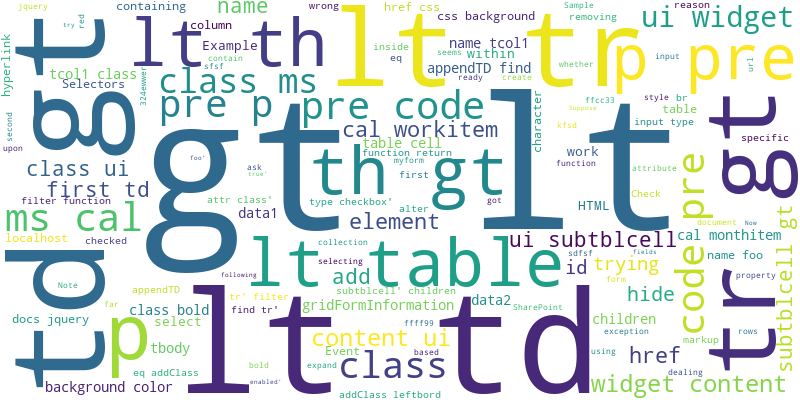 jquery
containing
name
column
Example
lt th
lt tr
href css
css background
wrong
Sample
removing
reason
ui widget
try
red
hyperlink
gt
tcol1 class
Selectors
sfsf
contain
324ewwer
inside
eq
name tcol1
within
seems
ready
appendTD find
create
whether
input
url
p pre
class ms
pre p
pre code
second
upon
class ui
first td
filter function
foo'
ask
true'
gt lt
cal workitem
table cell
function return
myform
first
th gt
character
ffcc33
style
br
table
Suppose
input type
kfsd
work
function
specific
gt
HTML
Check
attribute
code pre
ms cal
attr class'
data1
type checkbox'
alter
element
got
document
Now
localhost
checked
td
collection
lt table
selecting
add
ui subtblcell
sdfsf
fields
id
trying
form
cal monthitem
name foo
property
tr
subtblcell gt
Note
far
appendTD
following
subtblcell' children
tr' filter
gridFormInformation
data2
SharePoint
hide
docs jquery
class bold
find tr'
p
lt td
select
tbody
ffff99
Event
content ui
children
exception
markup
rows
using
href
dealing
eq addClass
bold
expand
based
class
background color
enabled'
addClass leftbord
widget content